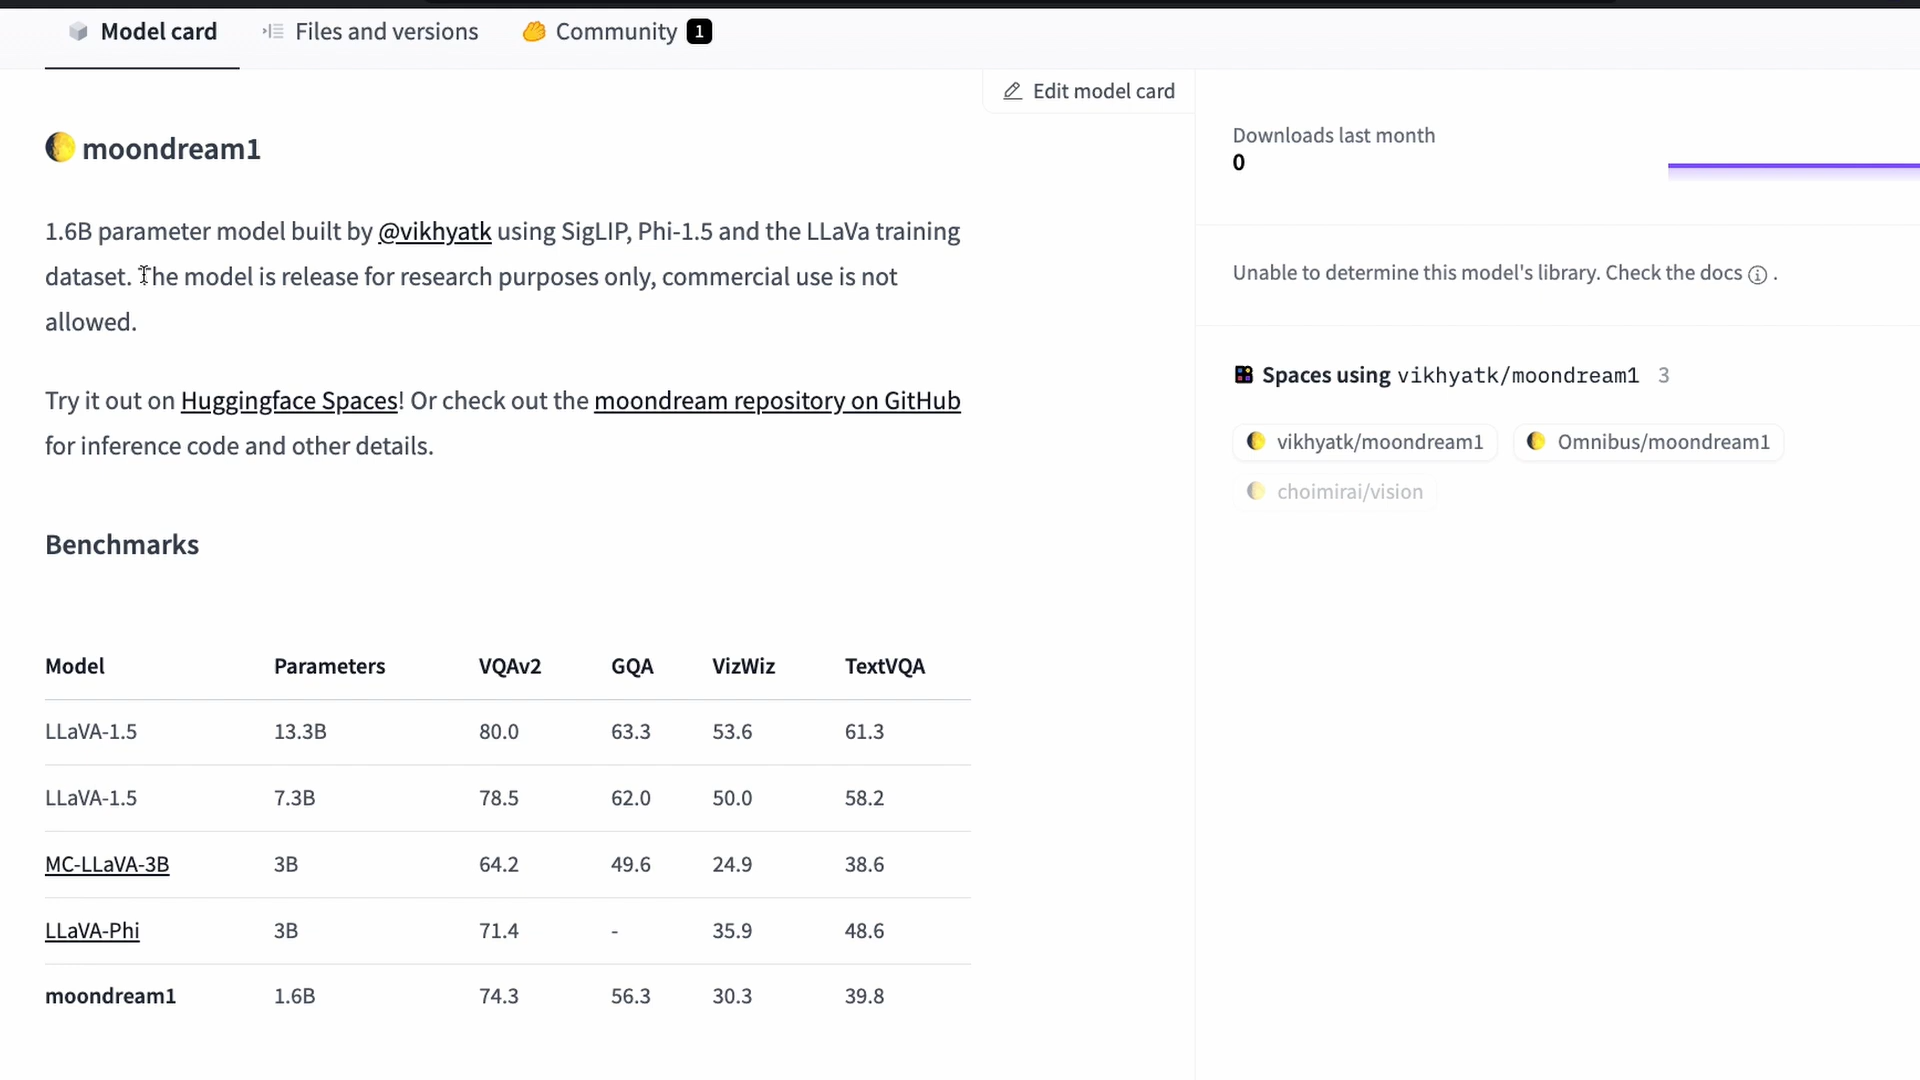 Model card Files and versions Community 1
Edit model card
moondream1
1.6B parameter model built by @vikhyatk using SigLIP, Phi-1.5 and the LLaVa training
dataset. The model is release for research purposes only, commercial use is not
allowed.
Try it out on Huggingface Spaces! Or check out the moondream repository on GitHub
for inference code and other details.
Benchmarks
Model Parameters VQAv2 GQA VizWiz TextVQA
LLaVA-1.5 13.3B 80.0 63.3 53.6 61.3
LLaVA-1.5 7.3B 78.5 62.0 50.0 58.2
MC-LLaVA-3B 3B 64.2 49.6 24.9 38.6
LLaVA-Phi 3B 71.4 - 35.9 48.6
moondream1 1.6B 74.3 56.3 30.3 39.8
Downloads last month
0
Unable to determine this model's library. Check the docs .
Spaces using vikhyatk/moondream1 3
vikhyatk/moondream1 Omnibus/moondream1
choimirai/vision